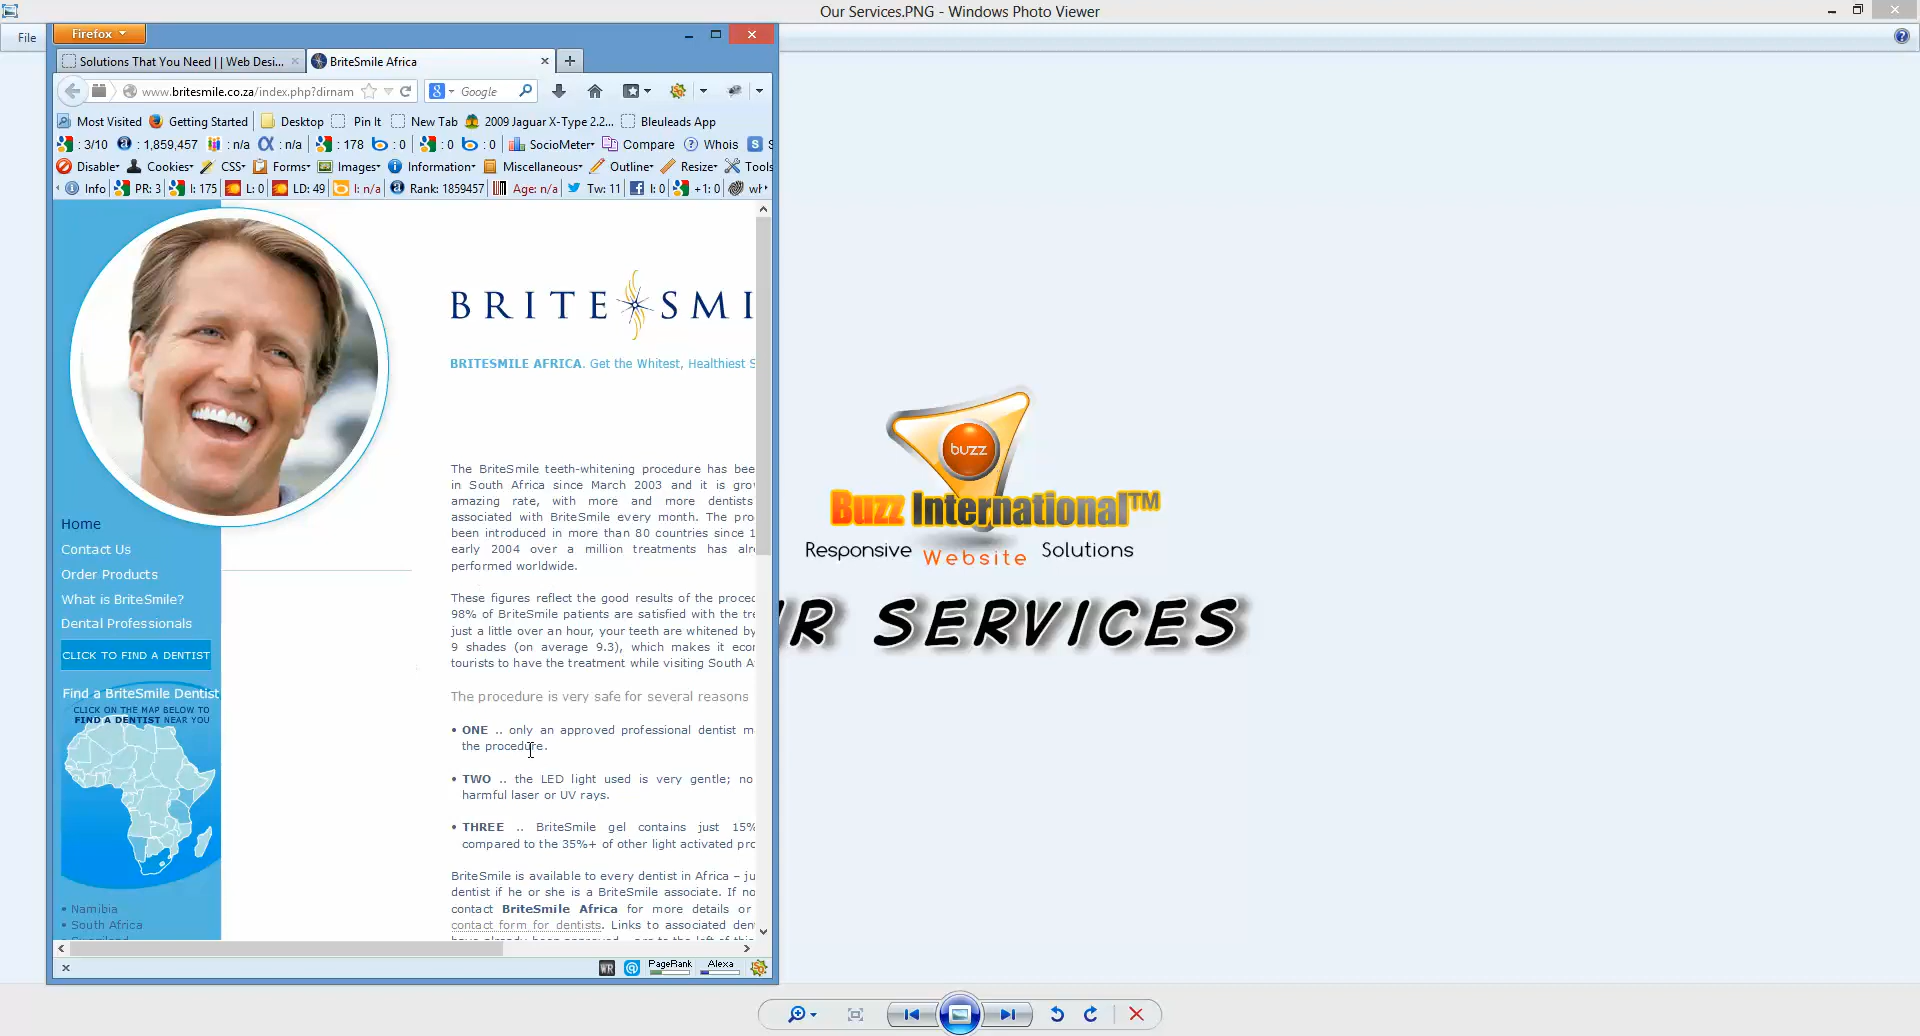 Our Services.PNG - Windows Photo Viewer
File
Firefox
Solutions That You Need | | Web Desi...
BriteSmile Africa
www.britesmile.co.za/index.php?dirnam
Google
Most Visited Getting Started Desktop Pin It New Tab 2009 Jaguar X-Type 2.2... Bleuleads App
: 3/10 : 1,859,457 : n/a : n/a : 178 : 0 : 0 : 0 SocioMeter Compare Whois S
Disable Cookies CSS Forms Images Information Miscellaneous Outline Resize Tools
Info PR: 3 I: 175 L: 0 LD: 49 I: n/a Rank: 1859457 Age: n/a Tw: 11 I: 0 +1: 0 wh
BRITE SMI
BRITESMILE AFRICA. Get the Whitest, Healthiest S
The BriteSmile teeth-whitening procedure has bee
in South Africa since March 2003 and it is grow
amazing rate, with more and more dentists
associated with BriteSmile every month. The pro
been introduced in more than 80 countries since 1
early 2004 over a million treatments has alr
performed worldwide.
These figures reflect the good results of the proced
98% of BriteSmile patients are satisfied with the tre
just a little over an hour, your teeth are whitened by
9 shades (on average 9.3), which makes it econ
tourists to have the treatment while visiting South A
The procedure is very safe for several reasons
• ONE .. only an approved professional dentist m
the procedure.
• TWO .. the LED light used is very gentle; no
harmful laser or UV rays.
• THREE .. BriteSmile gel contains just 15%
compared to the 35%+ of other light activated pro
BriteSmile is available to every dentist in Africa – ju
dentist if he or she is a BriteSmile associate. If no
contact BriteSmile Africa for more details or
contact form for dentists. Links to associated den
Home
Contact Us
Order Products
What is BriteSmile?
Dental Professionals
CLICK TO FIND A DENTIST
Find a BriteSmile Dentist
CLICK ON THE MAP BELOW TO
FIND A DENTIST NEAR YOU
• Namibia
• South Africa
WR PageRank Alexa
buzz
Buzz International™
Responsive Website Solutions
UR SERVICES